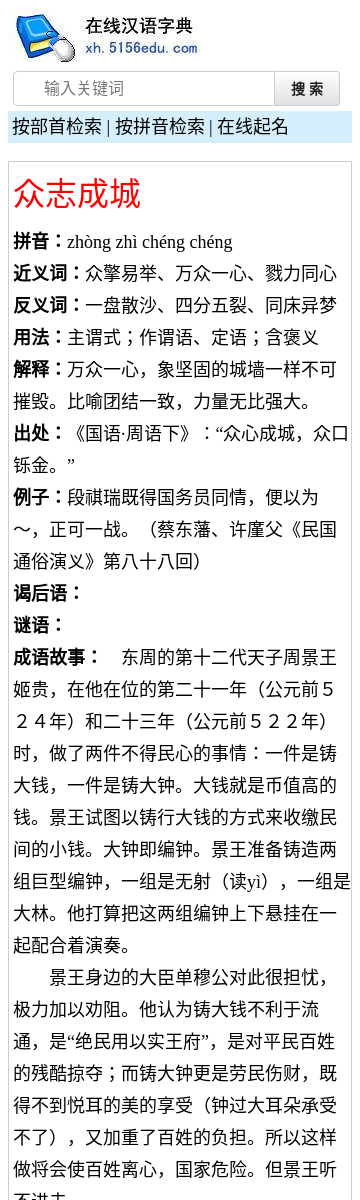 在线汉语字典
xh.5156edu.com
输入关键词
搜 索
按部首检索 | 按拼音检索 | 在线起名
众志成城
拼音：zhòng zhì chéng chéng
近义词：众擎易举、万众一心、戮力同心
反义词：一盘散沙、四分五裂、同床异梦
用法：主谓式；作谓语、定语；含褒义
解释：万众一心，象坚固的城墙一样不可
摧毁。比喻团结一致，力量无比强大。
出处：《国语·周语下》：“众心成城，众口
铄金。”
例子：段祺瑞既得国务员同情，便以为
～，正可一战。（蔡东藩、许廑父《民国
通俗演义》第八十八回）
谒后语：
谜语：
成语故事：　东周的第十二代天子周景王
姬贵，在他在位的第二十一年（公元前５
２４年）和二十三年（公元前５２２年）
时，做了两件不得民心的事情：一件是铸
大钱，一件是铸大钟。大钱就是币值高的
钱。景王试图以铸行大钱的方式来收缴民
间的小钱。大钟即编钟。景王准备铸造两
组巨型编钟，一组是无射（读yì），一组是
大林。他打算把这两组编钟上下悬挂在一
起配合着演奏。
景王身边的大臣单穆公对此很担忧，
极力加以劝阻。他认为铸大钱不利于流
通，是“绝民用以实王府”，是对平民百姓
的残酷掠夺；而铸大钟更是劳民伤财，既
得不到悦耳的美的享受（钟过大耳朵承受
不了），又加重了百姓的负担。所以这样
做将会使百姓离心，国家危险。但景王听
不进去